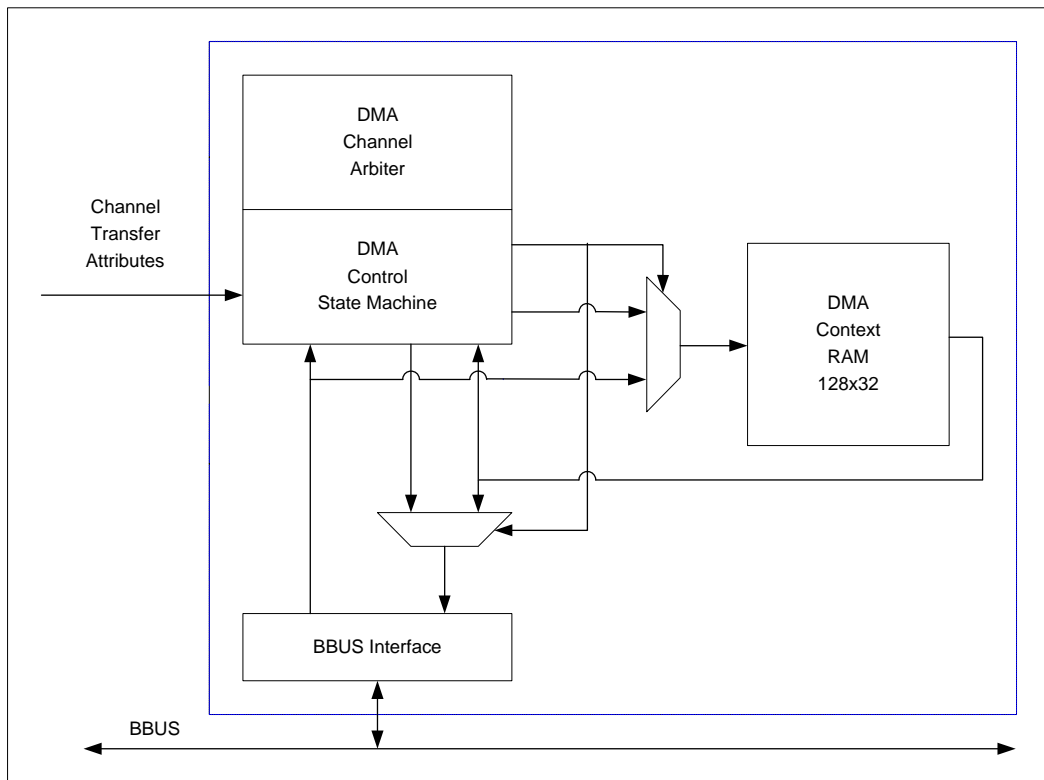 DMA
Channel
Arbiter
Channel
Transfer
Attributes
DMA
Control
State Machine
DMA
Context
RAM
128x32
BBUS Interface
BBUS